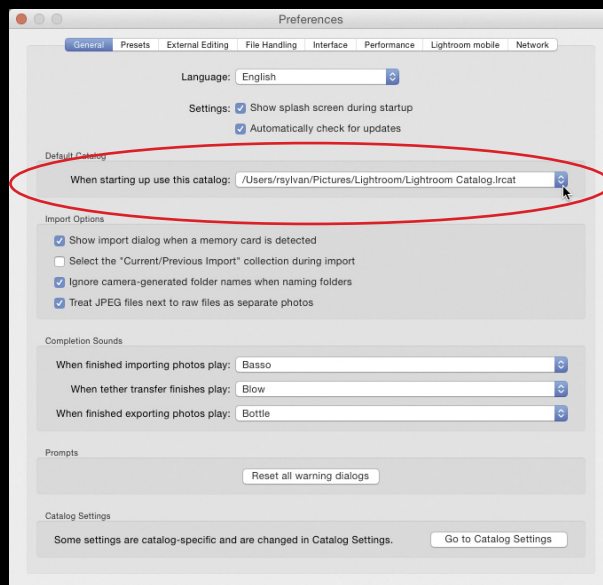 Preferences
General Presets External Editing File Handling Interface Performance Lightroom mobile Network
Language: English
Settings: Show splash screen during startup
Automatically check for updates
Default Catalog
When starting up use this catalog: /Users/rsylvan/Pictures/Lightroom/Lightroom Catalog.lrcat
Import Options
Show import dialog when a memory card is detected
Select the "Current/Previous Import" collection during import
Ignore camera-generated folder names when naming folders
Treat JPEG files next to raw files as separate photos
Completion Sounds
When finished importing photos play: Basso
When tether transfer finishes play: Blow
When finished exporting photos play: Bottle
Prompts
Reset all warning dialogs
Catalog Settings
Some settings are catalog-specific and are changed in Catalog Settings. Go to Catalog Settings